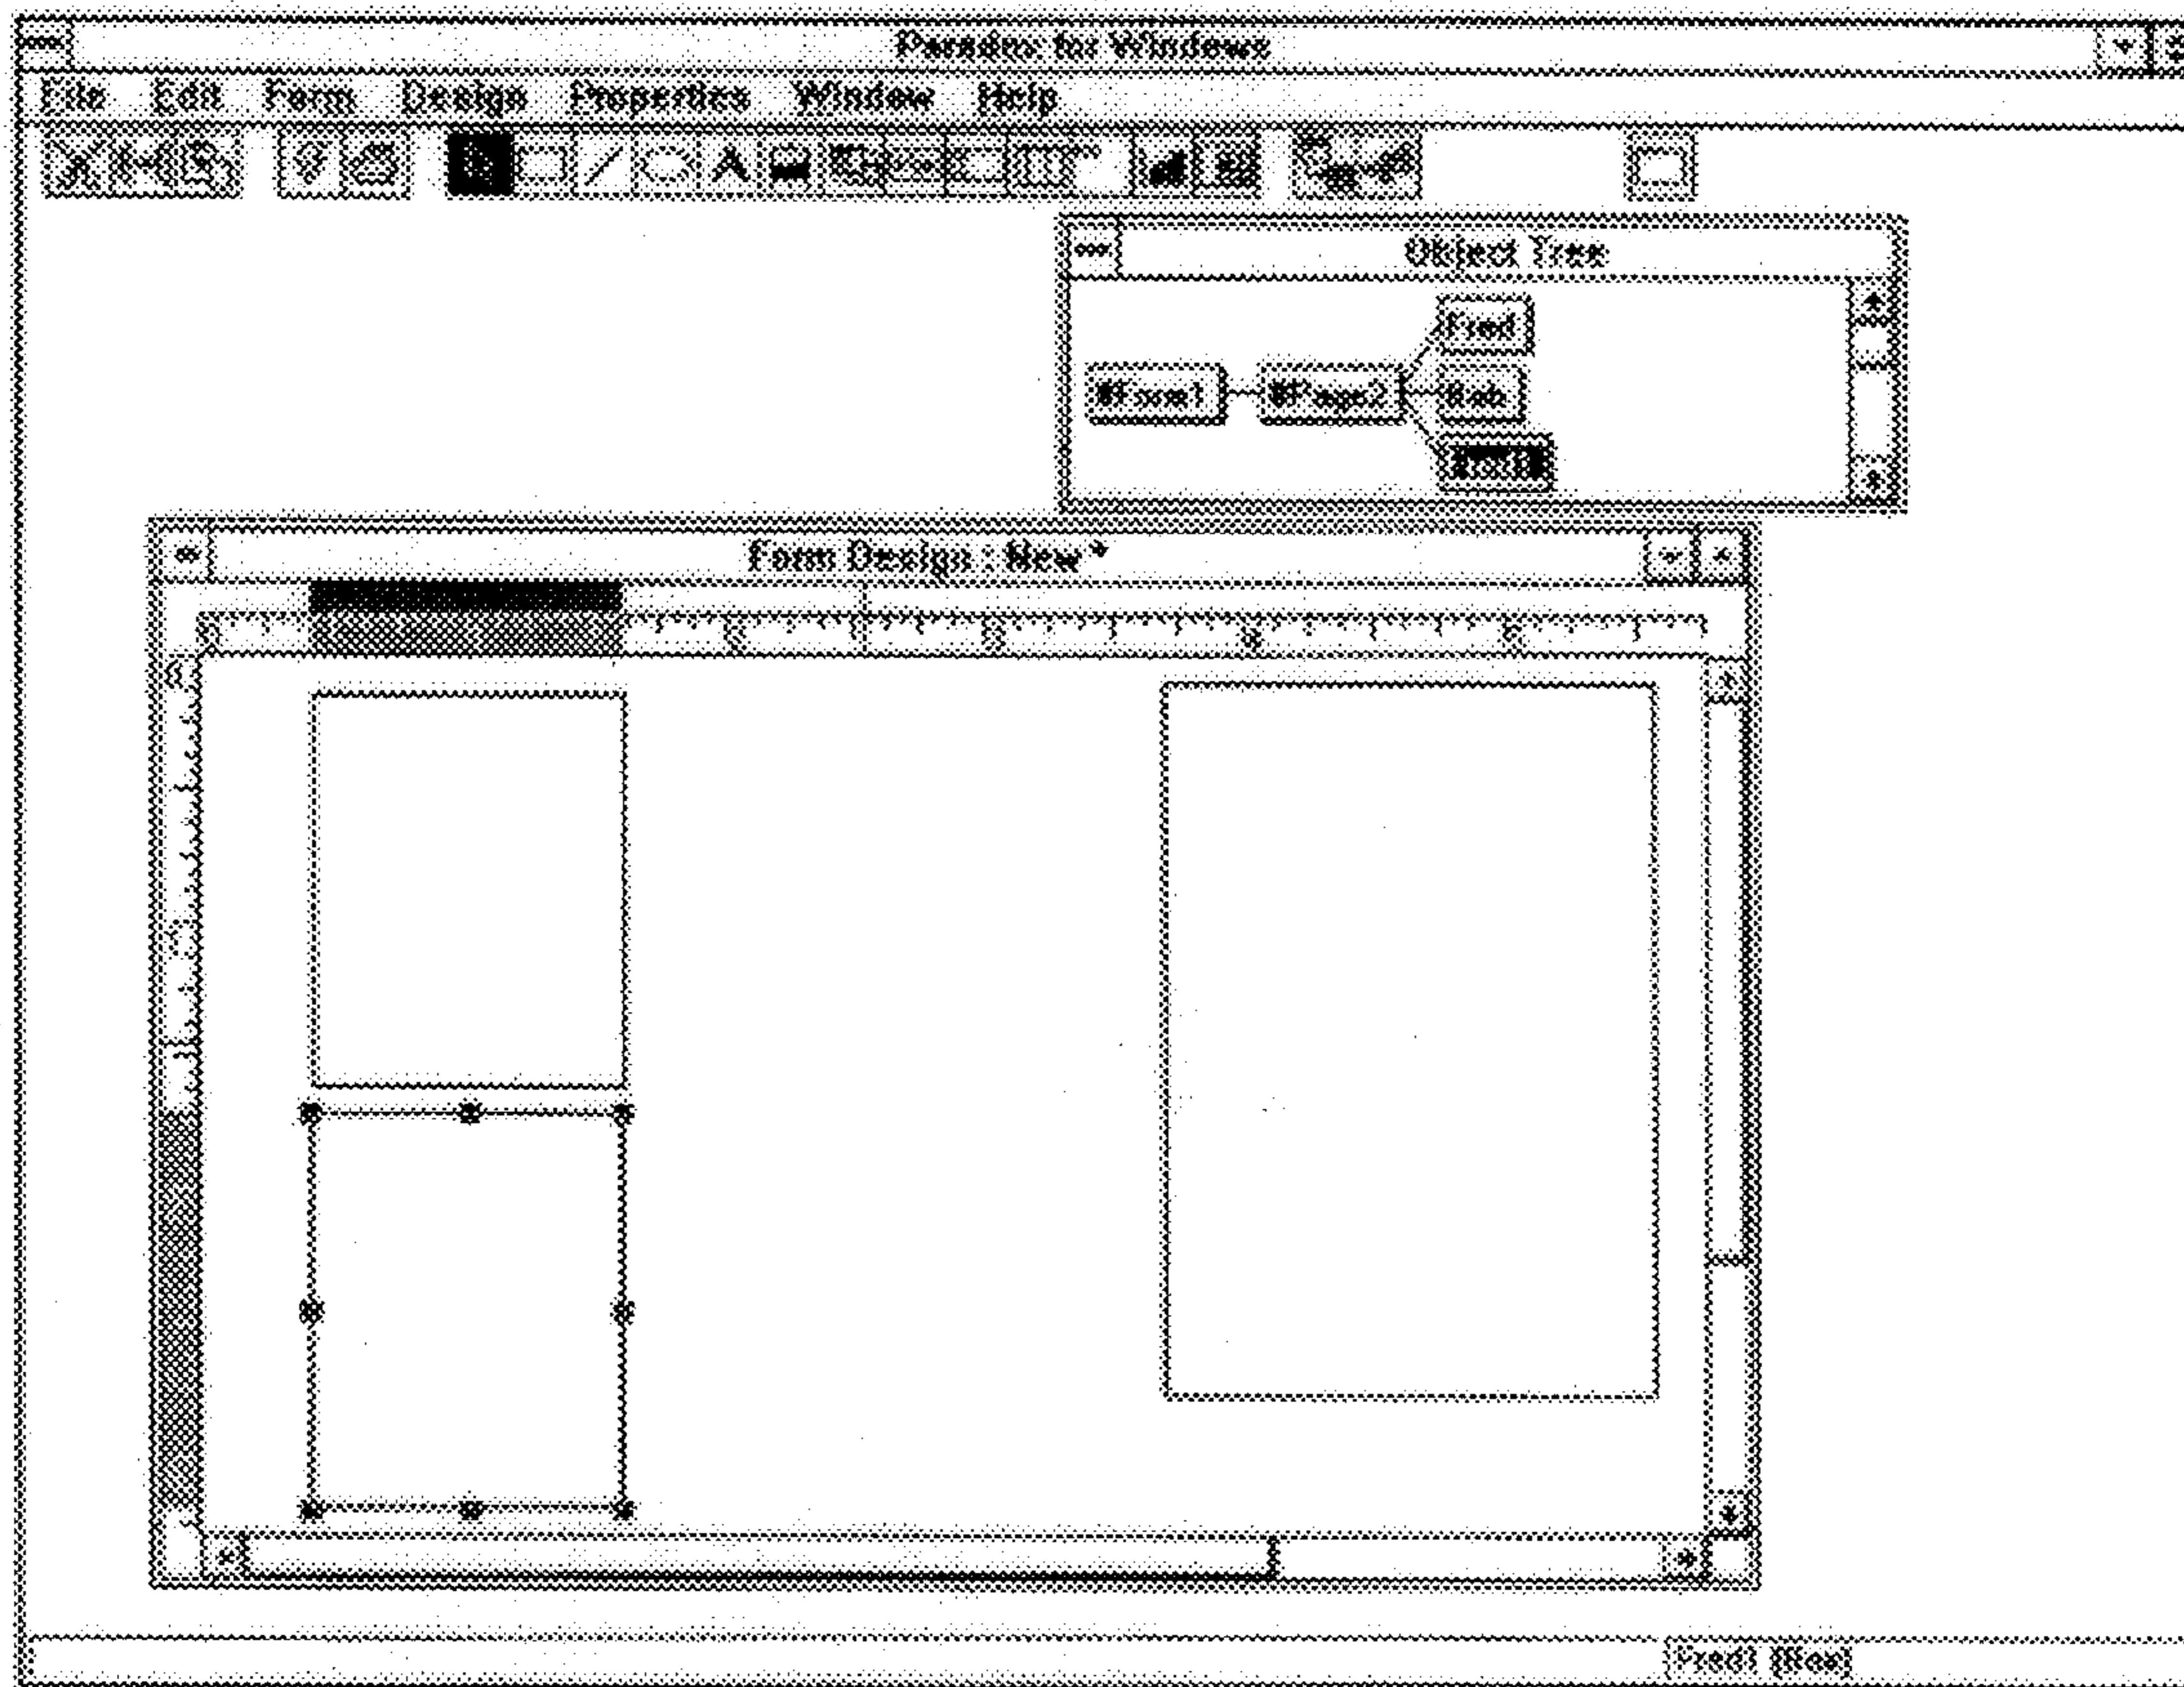 Paradox for Windows
File Edit Form Design Properties Window Help
A
Object Tree
Fred
#Form1 #Page2 Bob
Form Design : New *
Fred1 [Box]